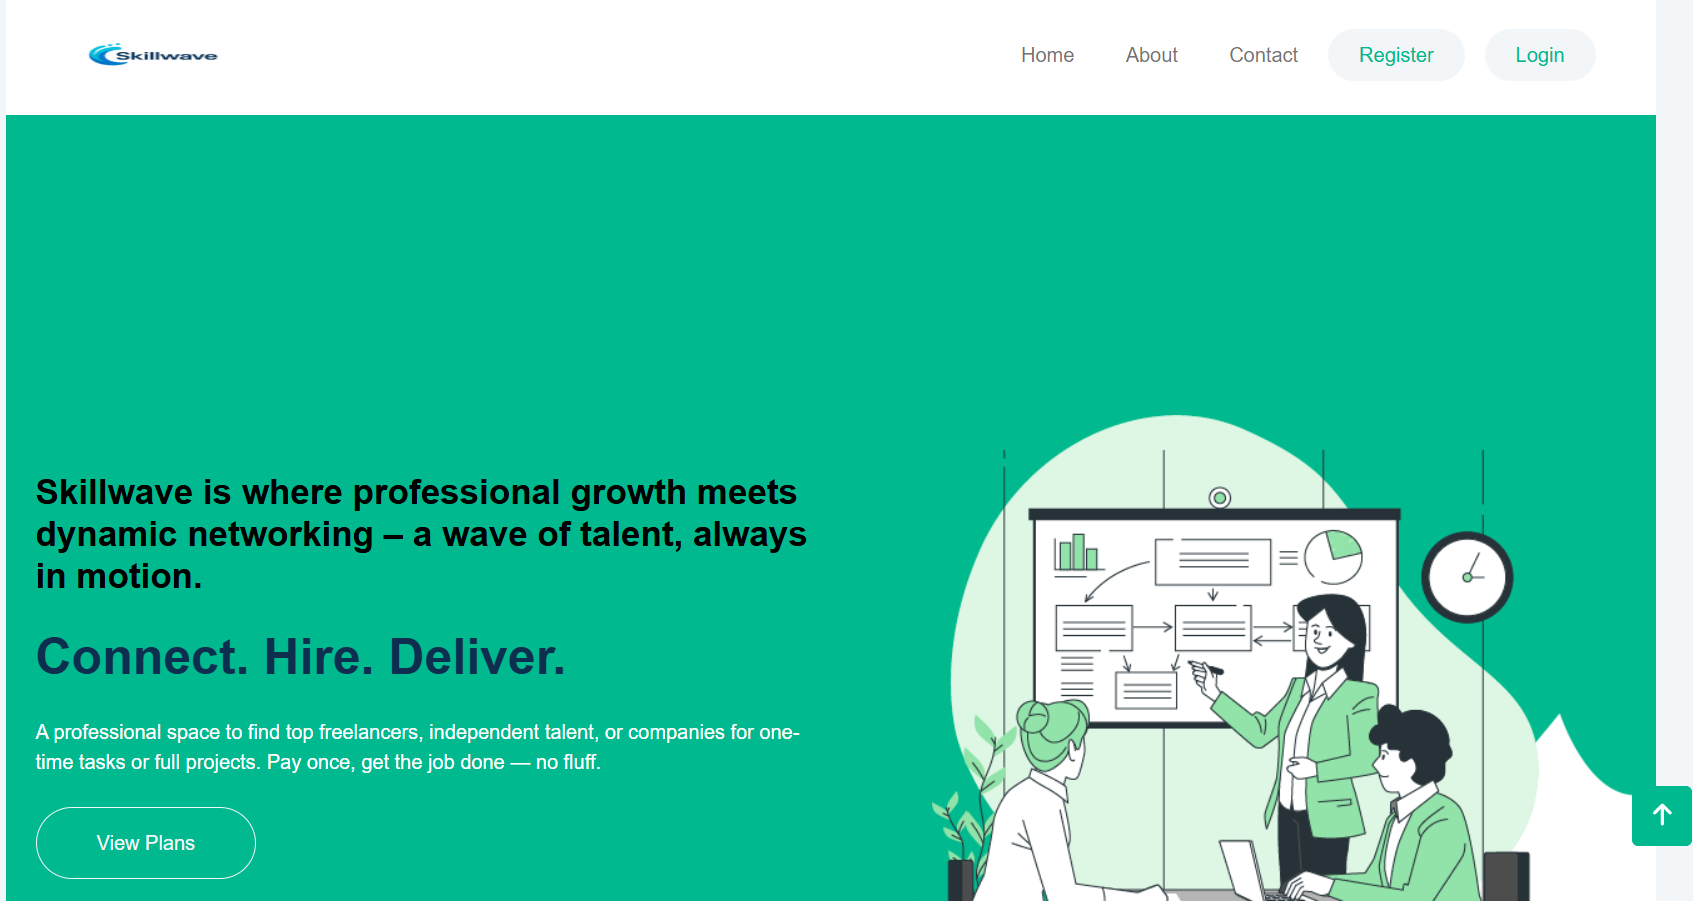 Skillwave
Home
About
Contact
Register
Login
Skillwave is where professional growth meets
dynamic networking – a wave of talent, always
in motion.
Connect. Hire. Deliver.
A professional space to find top freelancers, independent talent, or companies for one-
time tasks or full projects. Pay once, get the job done — no fluff.
View Plans